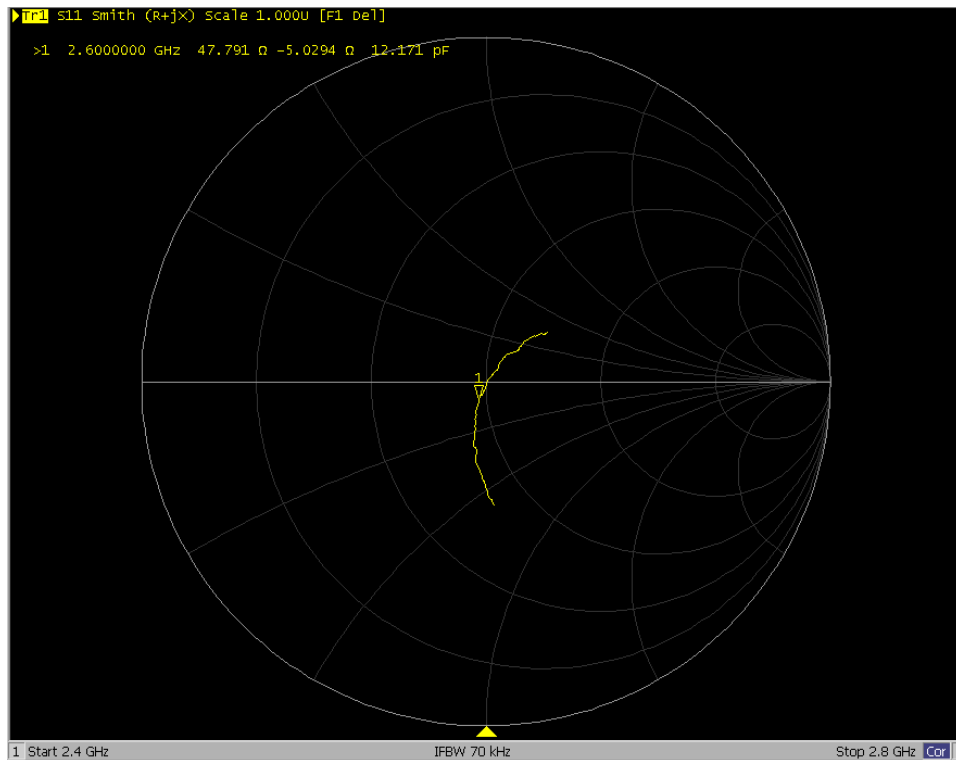 Tr1 S11 Smith (R+jX) Scale 1.000U [F1 Del]
>1 2.6000000 GHz 47.791 Ω -5.0294 Ω 12.171 pF
1
1 Start 2.4 GHz IFBW 70 kHz Stop 2.8 GHz Cor